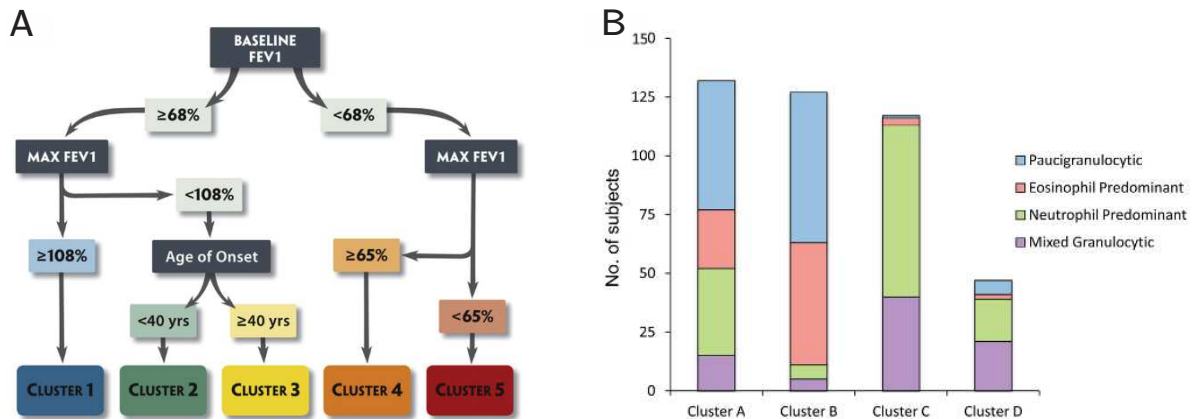 A
BASELINE
FEV1
≥68%
<68%
MAX FEV1
MAX FEV1
<108%
≥108%
Age of Onset
≥65%
<40 yrs
≥40 yrs
<65%
CLUSTER 1
CLUSTER 2
CLUSTER 3
CLUSTER 4
CLUSTER 5
B
No. of subjects
150
125
100
75
50
25
0
Cluster A
Cluster B
Cluster C
Cluster D
Paucigranulocytic
Eosinophil Predominant
Neutrophil Predominant
Mixed Granulocytic